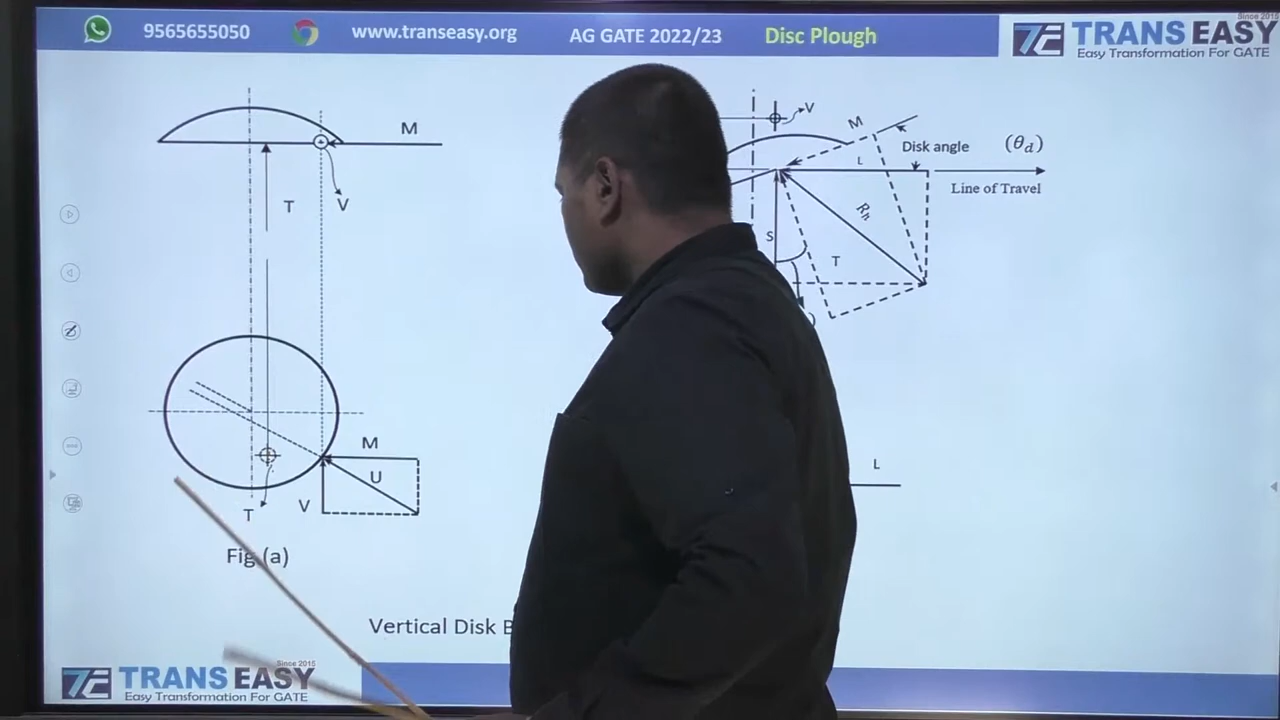 9565655050
www.transeasy.org
AG GATE 2022/23
Disc Plough
Since 2015
TRANS EASY
Easy Transformation For GATE
M
T
V
M
U
V
T
Fig (a)
V
M
Disk angle (θd)
L
Line of Travel
Rh
S
T
L
Vertical Disk B
Since 2015
TRANS EASY
Easy Transformation For GATE